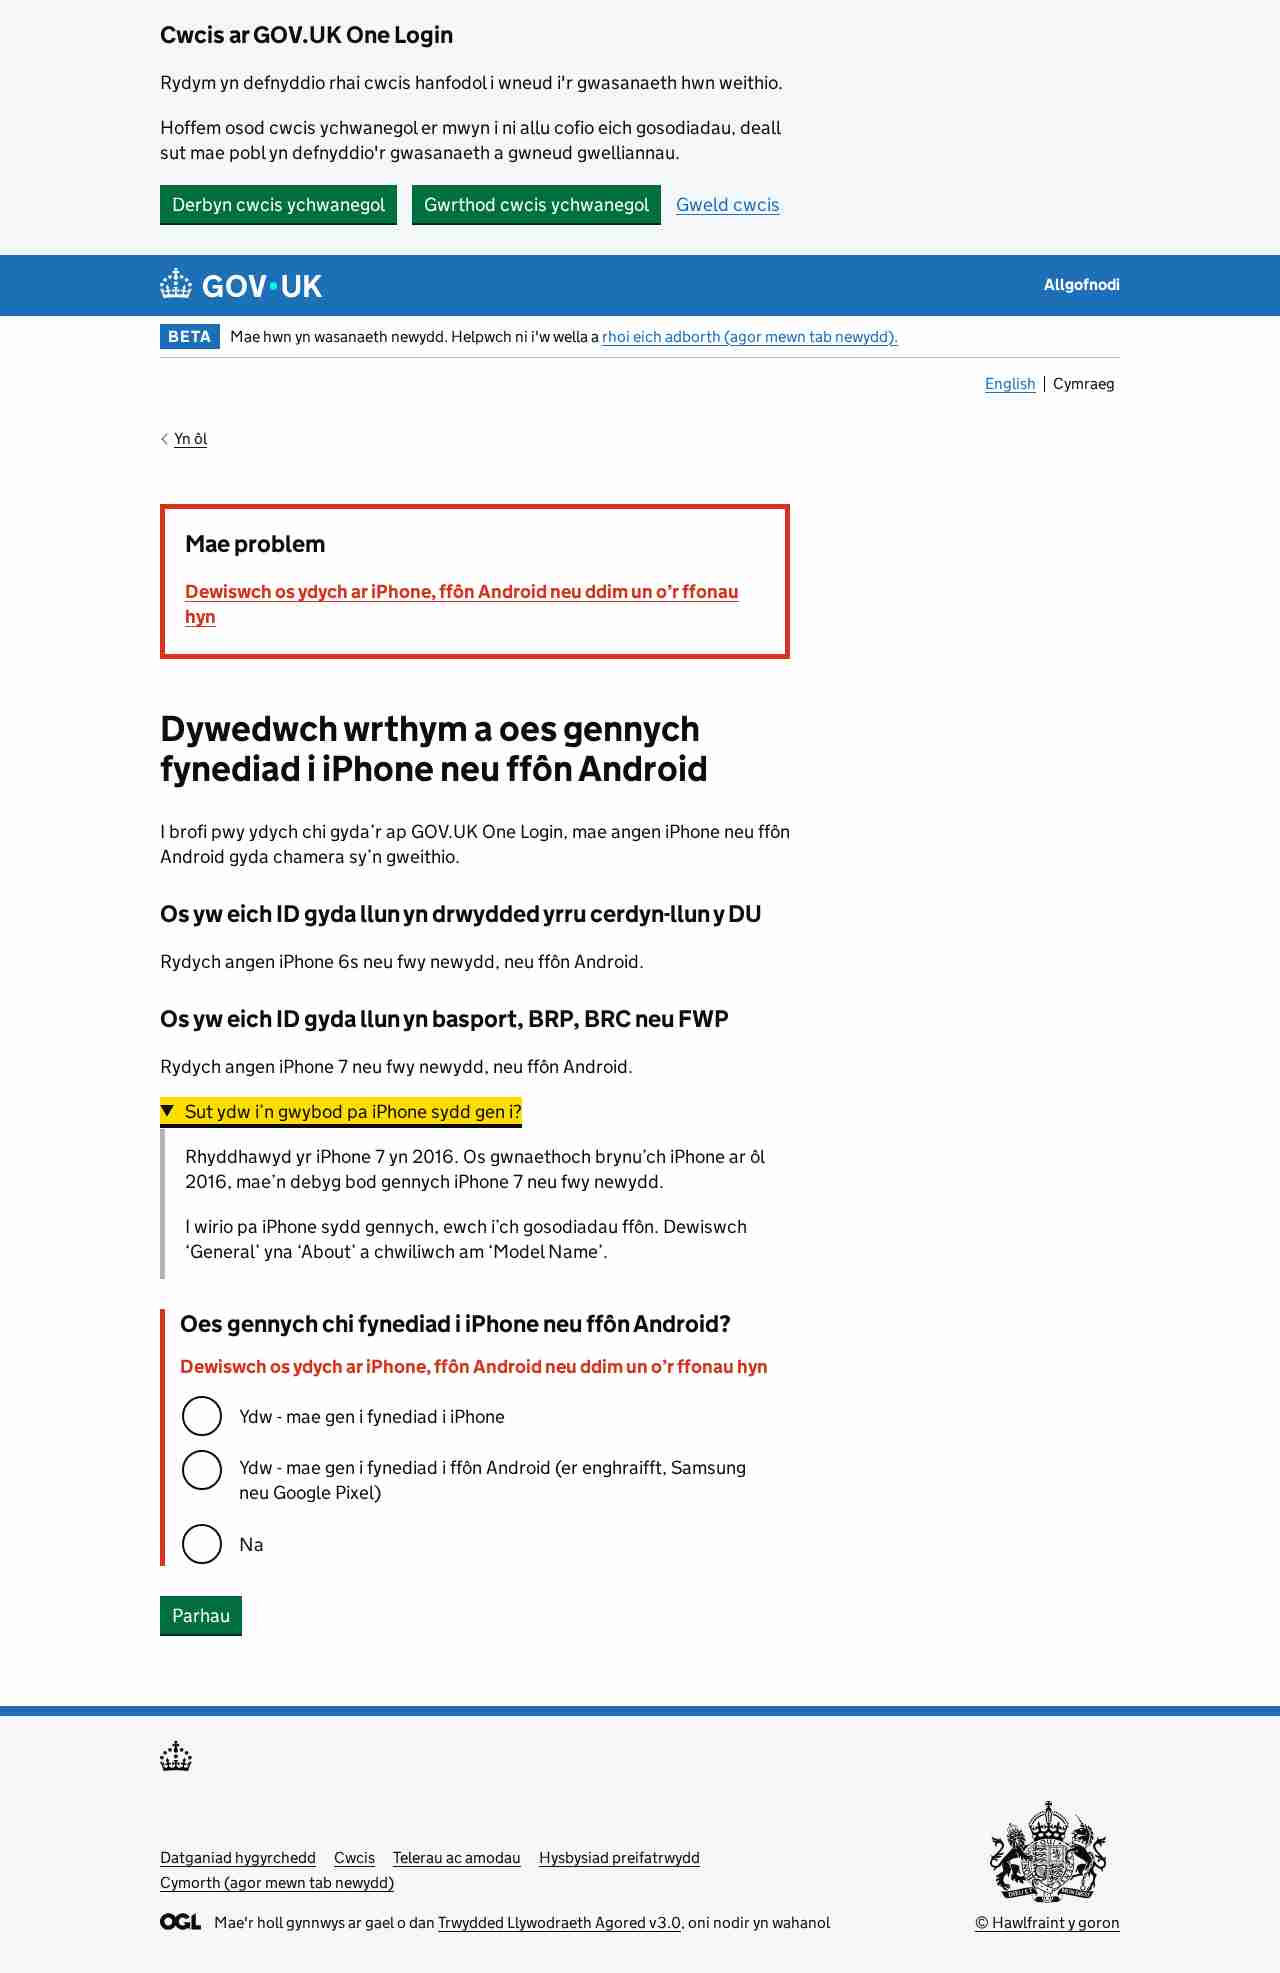 Cwcis ar GOV.UK One Login
Rydym yn defnyddio rhai cwcis hanfodol i wneud i'r gwasanaeth hwn weithio.
Hoffem osod cwcis ychwanegol er mwyn i ni allu cofio eich gosodiadau, deall
sut mae pobl yn defnyddio'r gwasanaeth a gwneud gwelliannau.
Derbyn cwcis ychwanegol Gwrthod cwcis ychwanegol Gweld cwcis
GOV·UK Allgofnodi
BETA Mae hwn yn wasanaeth newydd. Helpwch ni i'w wella a rhoi eich adborth (agor mewn tab newydd).
English Cymraeg
Yn ôl
Mae problem
Dewiswch os ydych ar iPhone, ffôn Android neu ddim un o’r ffonau
hyn
Dywedwch wrthym a oes gennych
fynediad i iPhone neu ffôn Android
I brofi pwy ydych chi gyda’r ap GOV.UK One Login, mae angen iPhone neu ffôn
Android gyda chamera sy’n gweithio.
Os yw eich ID gyda llun yn drwydded yrru cerdyn-llun y DU
Rydych angen iPhone 6s neu fwy newydd, neu ffôn Android.
Os yw eich ID gyda llun yn basport, BRP, BRC neu FWP
Rydych angen iPhone 7 neu fwy newydd, neu ffôn Android.
Sut ydw i’n gwybod pa iPhone sydd gen i?
Rhyddhawyd yr iPhone 7 yn 2016. Os gwnaethoch brynu’ch iPhone ar ôl
2016, mae’n debyg bod gennych iPhone 7 neu fwy newydd.
I wirio pa iPhone sydd gennych, ewch i’ch gosodiadau ffôn. Dewiswch
‘General’ yna ‘About’ a chwiliwch am ‘Model Name’.
Oes gennych chi fynediad i iPhone neu ffôn Android?
Dewiswch os ydych ar iPhone, ffôn Android neu ddim un o’r ffonau hyn
Ydw - mae gen i fynediad i iPhone
Ydw - mae gen i fynediad i ffôn Android (er enghraifft, Samsung
neu Google Pixel)
Na
Parhau
Datganiad hygyrchedd Cwcis Telerau ac amodau Hysbysiad preifatrwydd
Cymorth (agor mewn tab newydd)
OGL Mae'r holl gynnwys ar gael o dan Trwydded Llywodraeth Agored v3.0, oni nodir yn wahanol
© Hawlfraint y goron